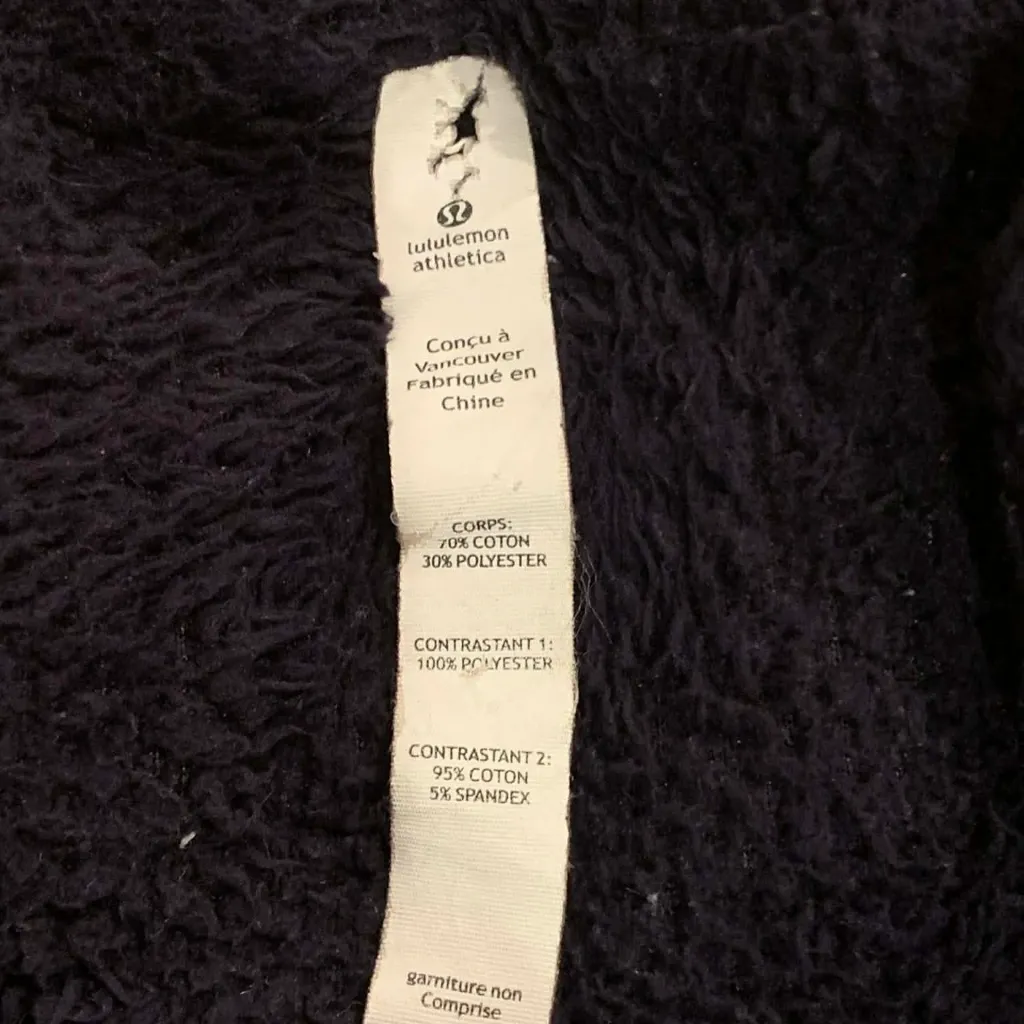 lululemon
athletica
Conçu à
Vancouver
Fabriqué en
Chine
CORPS:
70% COTON
30% POLYESTER
CONTRASTANT 1:
100% POLYESTER
CONTRASTANT 2:
95% COTON
5% SPANDEX
garniture non
Comprise